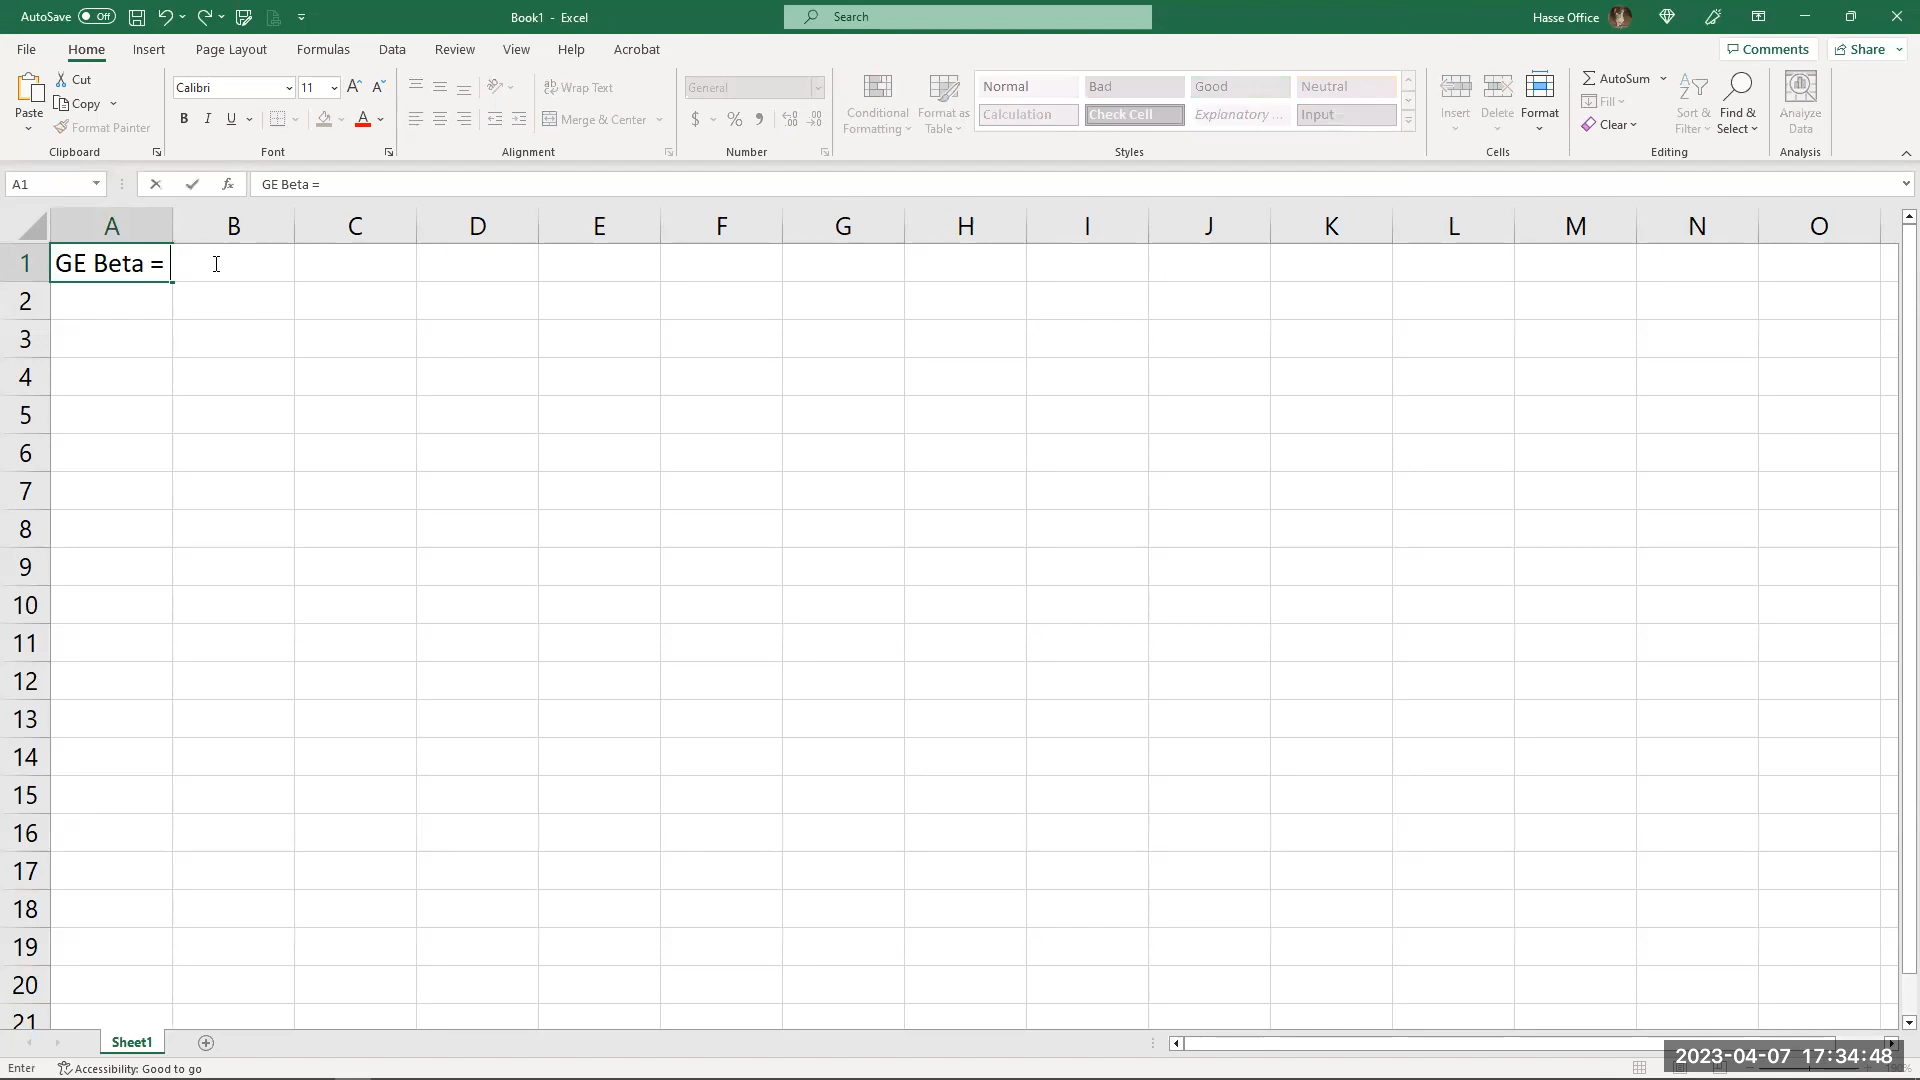 AutoSave Off Book1 - Excel Search Hasse Office
File Home Insert Page Layout Formulas Data Review View Help Acrobat Comments Share
Paste Cut Copy Format Painter Clipboard
Calibri 11 A A B I U A Font
ab Wrap Text Merge & Center Alignment
General $ % , Number
Conditional Formatting Format as Table
Normal Bad Good Neutral
Calculation Check Cell Explanatory ... Input
Styles
Insert Delete Format Cells
AutoSum Fill Clear Sort & Filter Find & Select Editing
Analyze Data Analysis
A1 fx GE Beta =
A B C D E F G H I J K L M N O
1 GE Beta =
2
3
4
5
6
7
8
9
10
11
12
13
14
15
16
17
18
19
20
21
Sheet1
Enter Accessibility: Good to go
2023-04-07 17:34:48